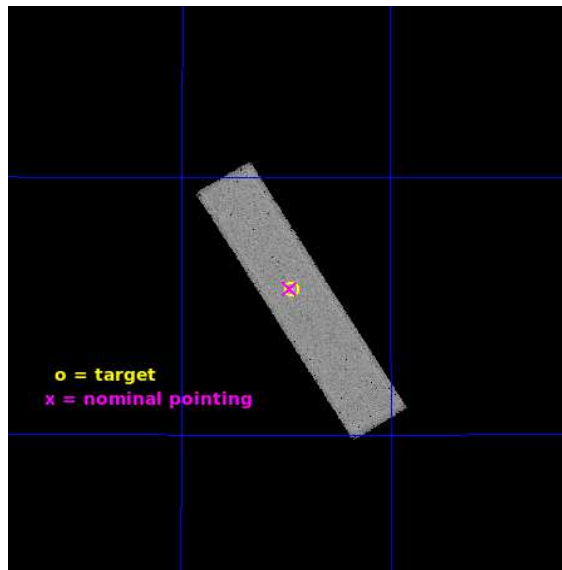 o = target
x = nominal pointing